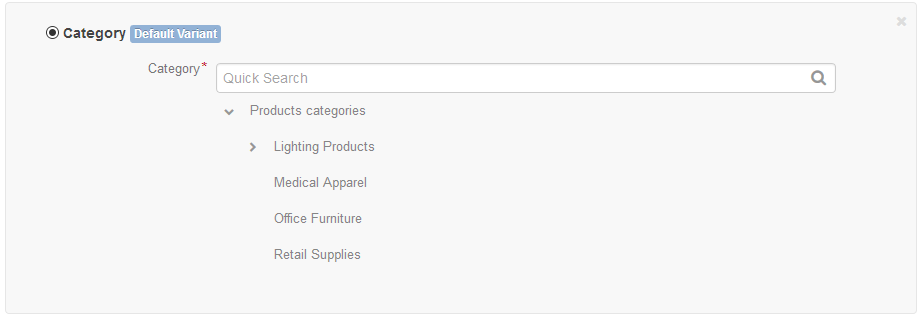 Category Default Variant
Category*
Quick Search
Products categories
Lighting Products
Medical Apparel
Office Furniture
Retail Supplies